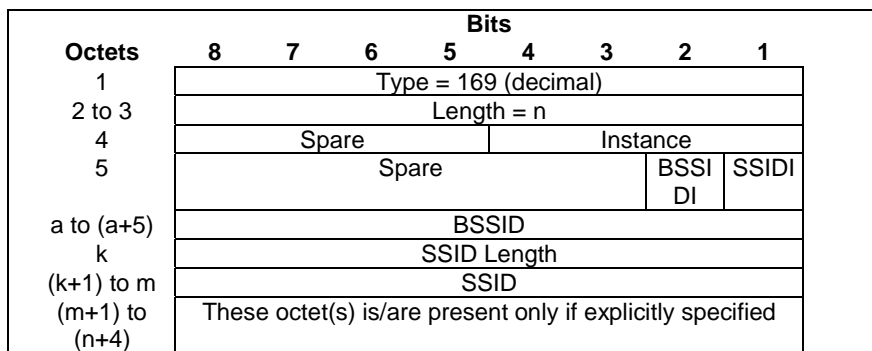 Bits
Octets 8 7 6 5 4 3 2 1
1 Type = 169 (decimal)
2 to 3 Length = n
4 Spare Instance
5 Spare BSSI SSIDI
DI
a to (a+5) BSSID
k SSID Length
(k+1) to m SSID
(m+1) to These octet(s) is/are present only if explicitly specified
(n+4)